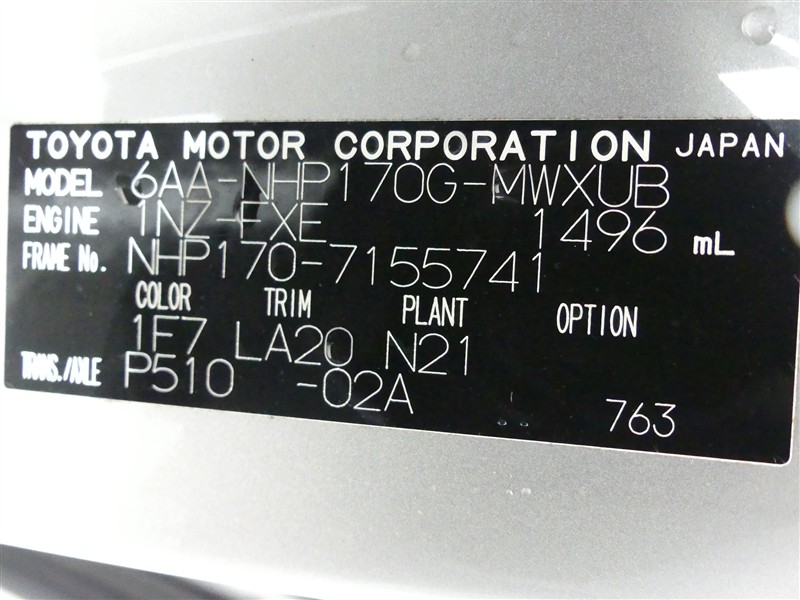 TOYOTA MOTOR CORPORATION JAPAN
MODEL 6AA-NHP170G-MWXUB
ENGINE 1NZ-FXE 1496 mL
FRAME No. NHP170-7155741
COLOR TRIM PLANT OPTION
1F7 LA20 N21
TRANS./AXLE P510 -02A
763